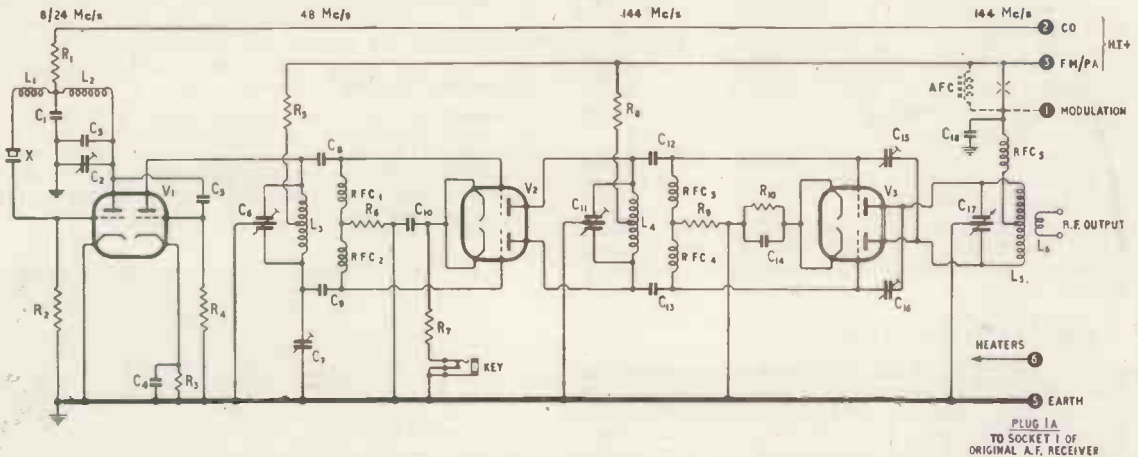 8/24 Mc/s
48 Mc/s
144 Mc/s
144 Mc/s
2 CO
H.T+
3 FM/PA
AFC
1 MODULATION
R1
L1
L2
C1
C3
C2
X
V1
C3
R2
R4
C4
R3
R5
C8
C6
L3
RFC1
R6
C10
RFC2
C9
C7
V2
R7
KEY
R8
C12
C11
L4
RFC3
R9
RFC4
C13
R10
C14
C15
V3
C16
C18
RFC5
C17
L5
L6
R.F. OUTPUT
HEATERS
6
5 EARTH
PLUG 1A
TO SOCKET 1 OF
ORIGINAL A.F. RECEIVER